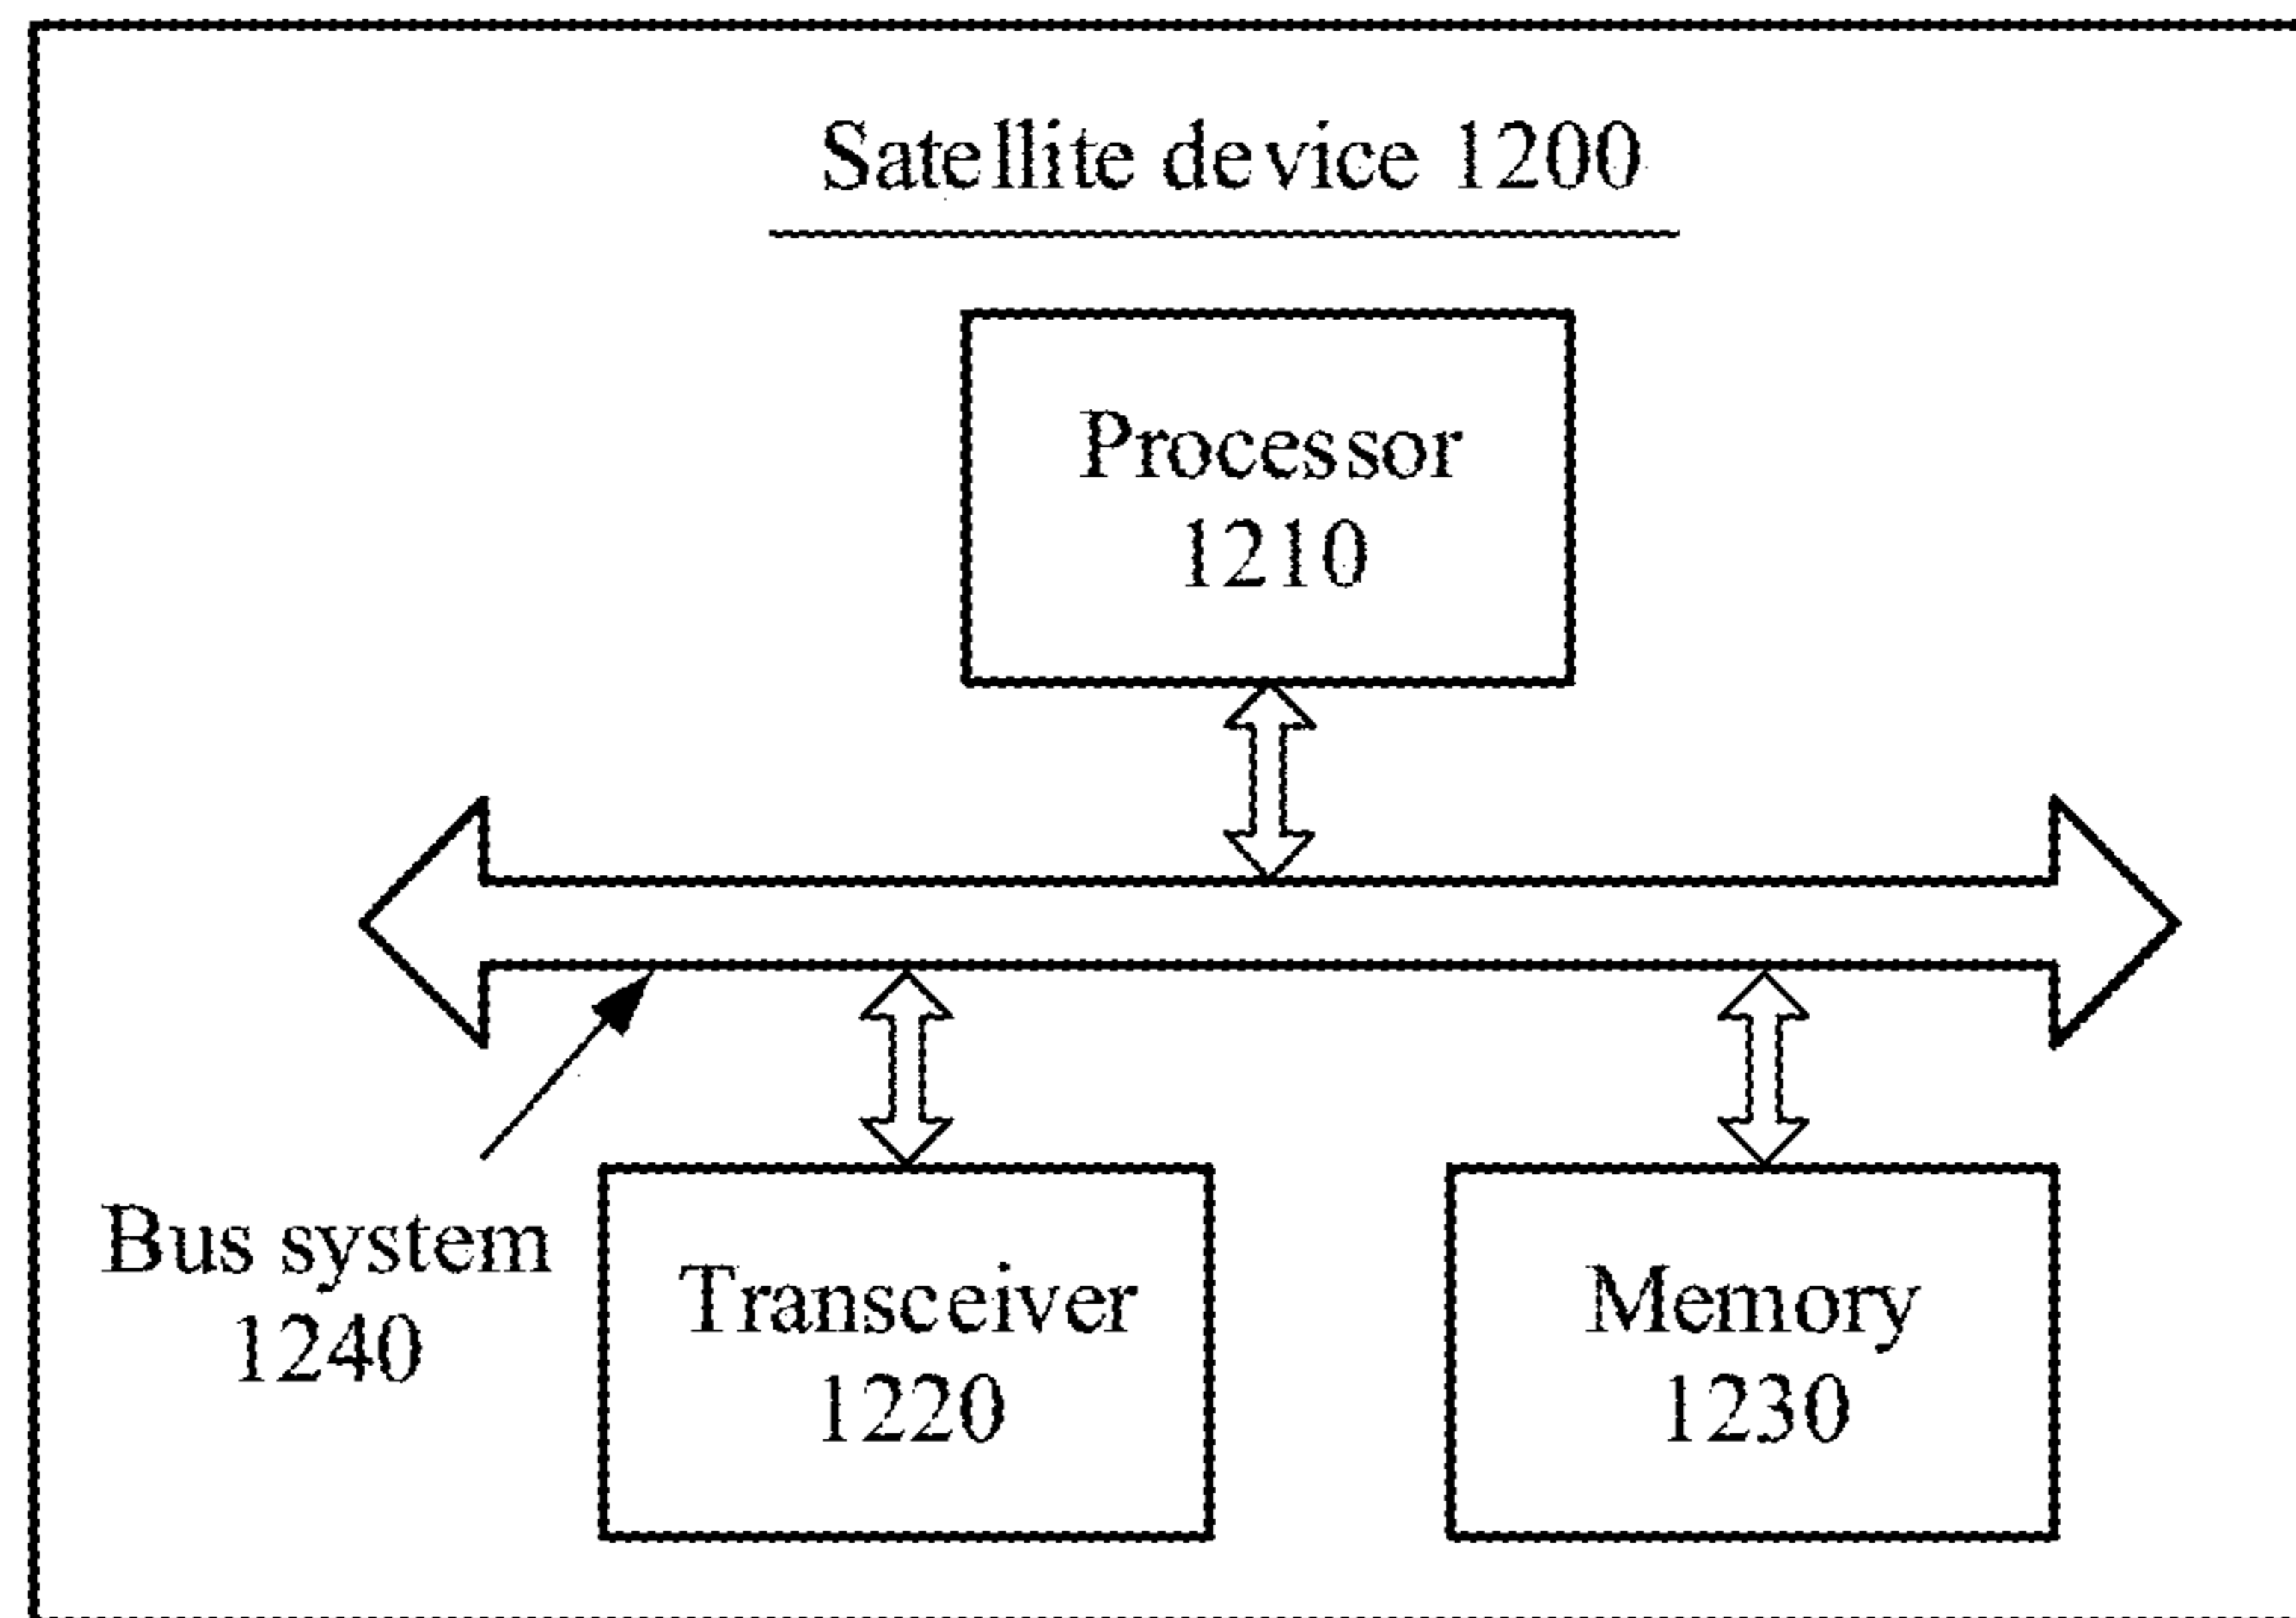 Satellite device 1200
Processor
1210
Bus system
1240
Transceiver
1220
Memory
1230